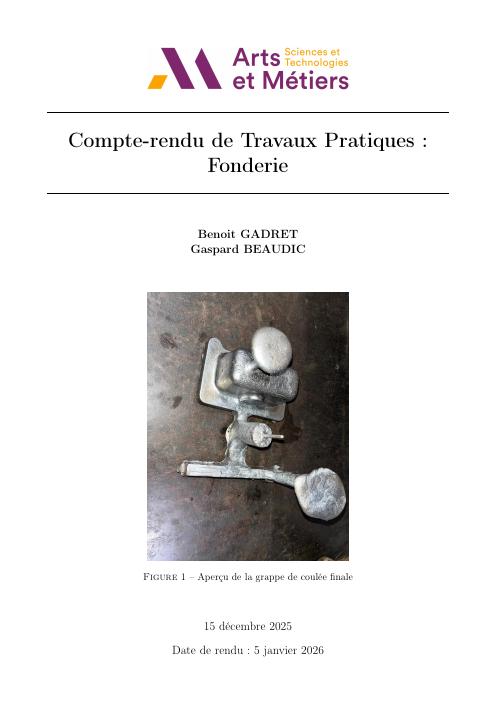 Arts Sciences et
Technologies
et Métiers
Compte-rendu de Travaux Pratiques :
Fonderie
Benoit GADRET
Gaspard BEAUDIC
FIGURE 1 – Aperçu de la grappe de coulée finale
15 décembre 2025
Date de rendu : 5 janvier 2026